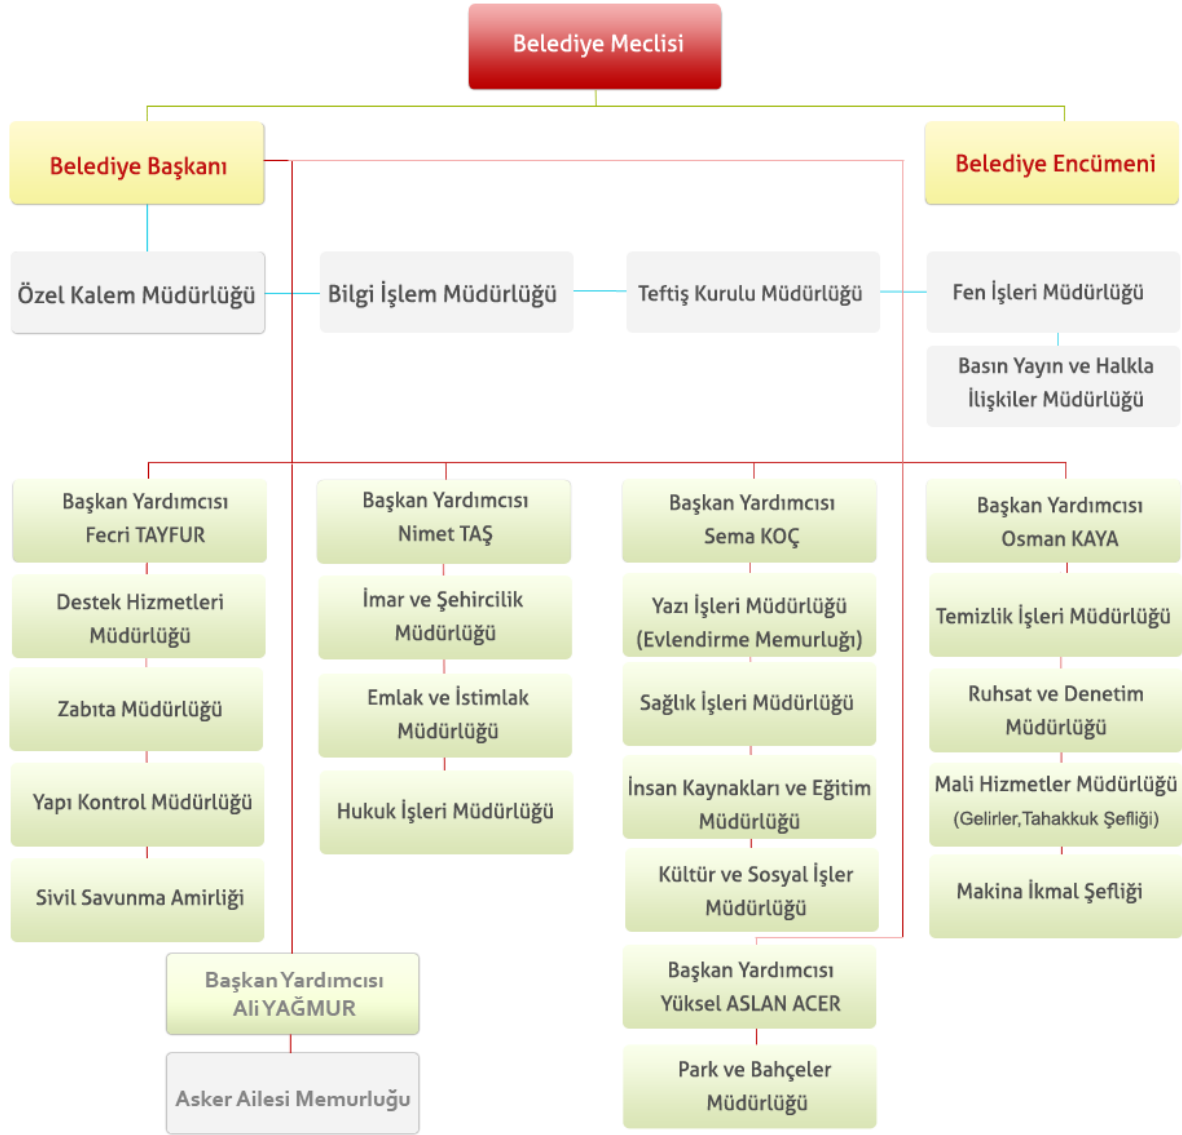 Belediye Meclisi
Belediye Başkanı
Belediye Encümeni
Özel Kalem Müdürlüğü
Bilgi İşlem Müdürlüğü
Teftiş Kurulu Müdürlüğü
Fen İşleri Müdürlüğü
Basın Yayın ve Halkla
İlişkiler Müdürlüğü
Başkan Yardımcısı
Fecri TAYFUR
Destek Hizmetleri
Müdürlüğü
Zabıta Müdürlüğü
Yapı Kontrol Müdürlüğü
Sivil Savunma Amirliği
Başkan Yardımcısı
Nimet TAŞ
İmar ve Şehircilik
Müdürlüğü
Emlak ve İstimlak
Müdürlüğü
Hukuk İşleri Müdürlüğü
Başkan Yardımcısı
Sema KOÇ
Yazı İşleri Müdürlüğü
(Evlendirme Memurluğı)
Sağlık İşleri Müdürlüğü
İnsan Kaynakları ve Eğitim
Müdürlüğü
Kültür ve Sosyal İşler
Müdürlüğü
Başkan Yardımcısı
Osman KAYA
Temizlik İşleri Müdürlüğü
Ruhsat ve Denetim
Müdürlüğü
Mali Hizmetler Müdürlüğü
(Gelirler,Tahakkuk Şefliği)
Makina İkmal Şefliği
Başkan Yardımcısı
Ali YAĞMUR
Asker Ailesi Memurluğu
Başkan Yardımcısı
Yüksel ASLAN ACER
Park ve Bahçeler
Müdürlüğü